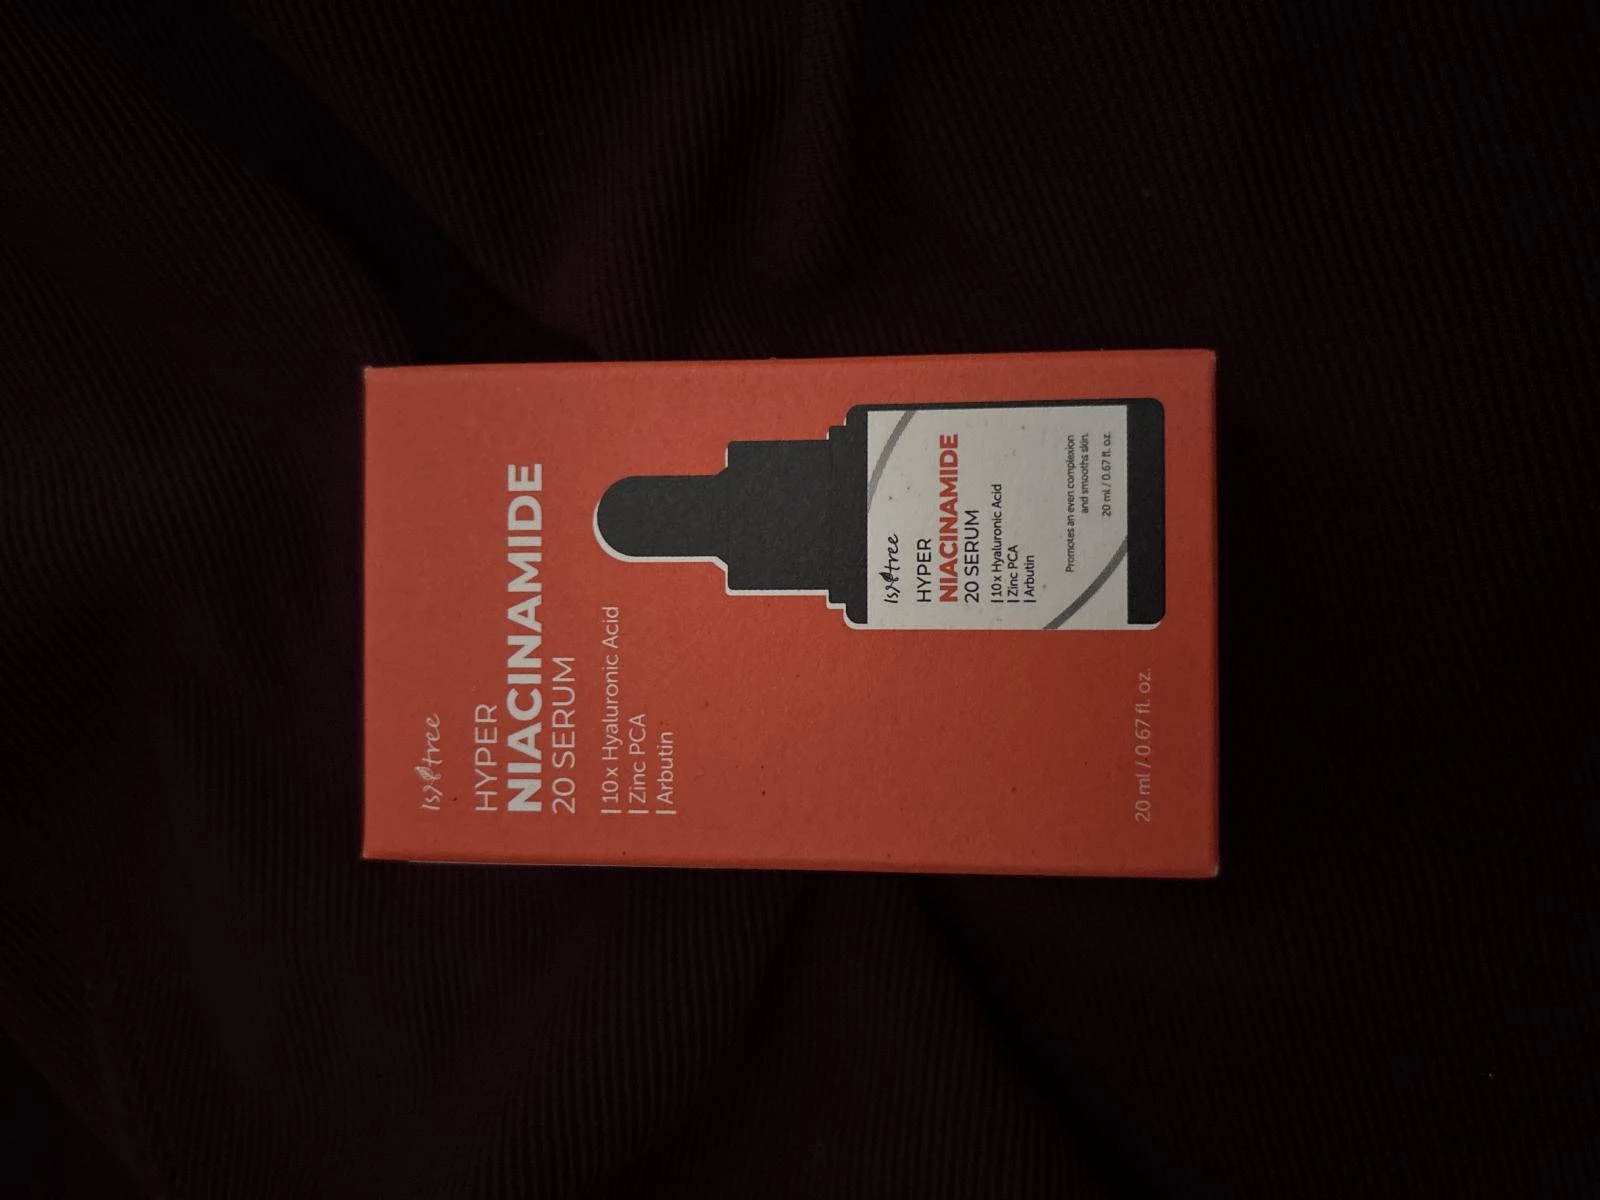 Isntree
HYPER
NIACINAMIDE
20 SERUM
| 10x Hyaluronic Acid
| Zinc PCA
| Arbutin
Isntree
HYPER
NIACINAMIDE
20 SERUM
| 10x Hyaluronic Acid
| Zinc PCA
| Arbutin
Promotes an even complexion
and smooths skin.
20 ml / 0.67 fl. oz.
20 ml / 0.67 fl. oz.